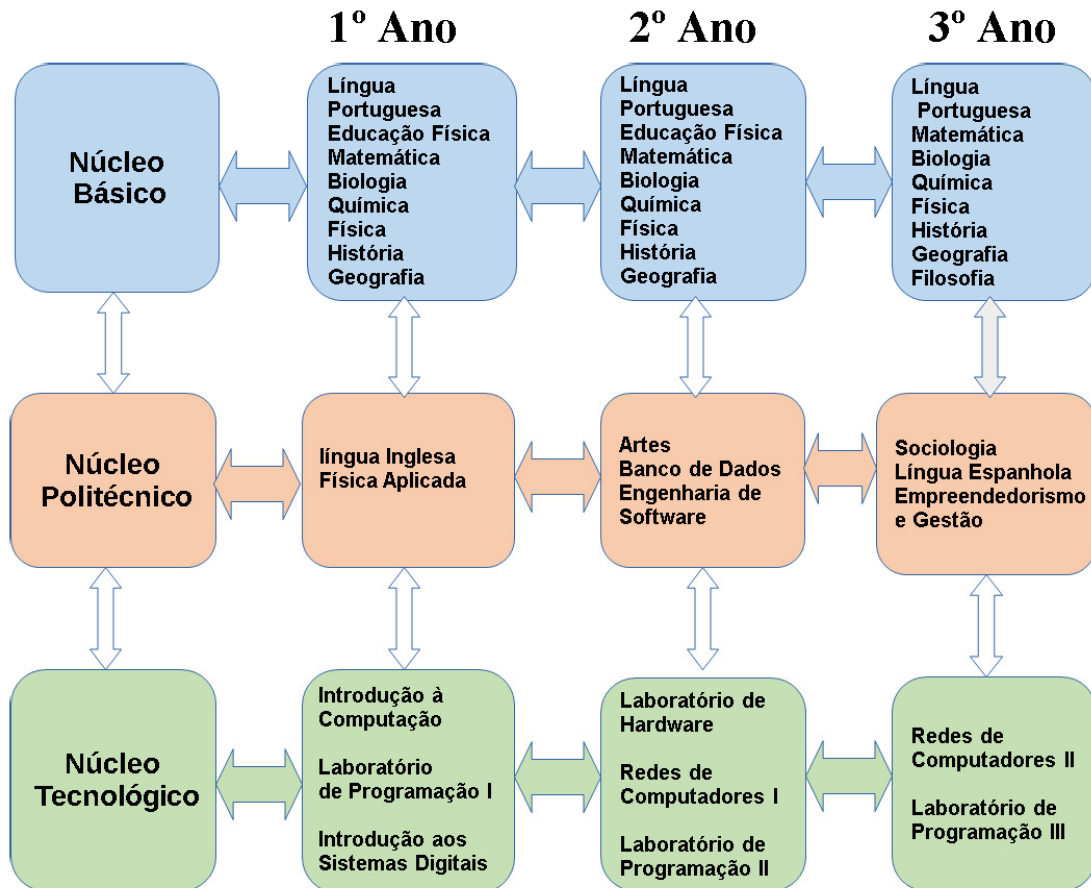 1º Ano
2º Ano
3º Ano
Núcleo
Básico
Língua
Portuguesa
Educação Física
Matemática
Biologia
Química
Física
História
Geografia
Língua
Portuguesa
Educação Física
Matemática
Biologia
Química
Física
História
Geografia
Língua
Portuguesa
Matemática
Biologia
Química
Física
História
Geografia
Filosofia
Núcleo
Politécnico
língua Inglesa
Física Aplicada
Artes
Banco de Dados
Engenharia de
Software
Sociologia
Língua Espanhola
Empreendedorismo
e Gestão
Núcleo
Tecnológico
Introdução à
Computação
Laboratório
de Programação I
Introdução aos
Sistemas Digitais
Laboratório de
Hardware
Redes de
Computadores I
Laboratório de
Programação II
Redes de
Computadores II
Laboratório de
Programação III